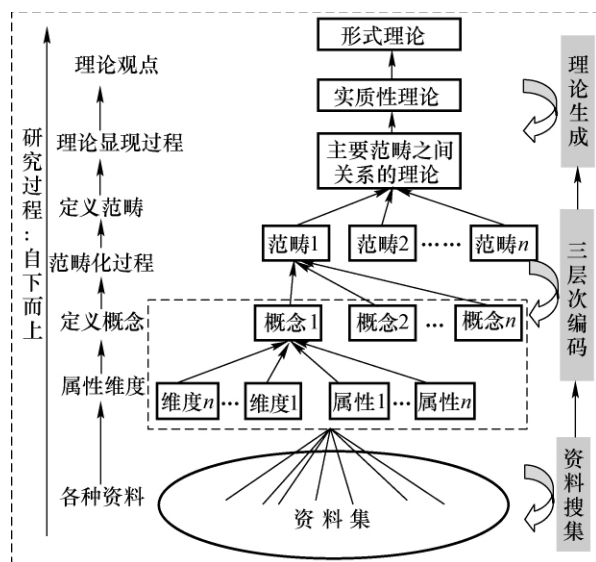 形式理论
实质性理论
主要范畴之间
关系的理论
范畴1 范畴2 …… 范畴n
概念1 概念2 … 概念n
维度n … 维度1 属性1 … 属性n
资料集
研究过程:自下而上
理论观点
理论显现过程
定义范畴
范畴化过程
定义概念
属性维度
各种资料
理论生成
三层次编码
资料搜集